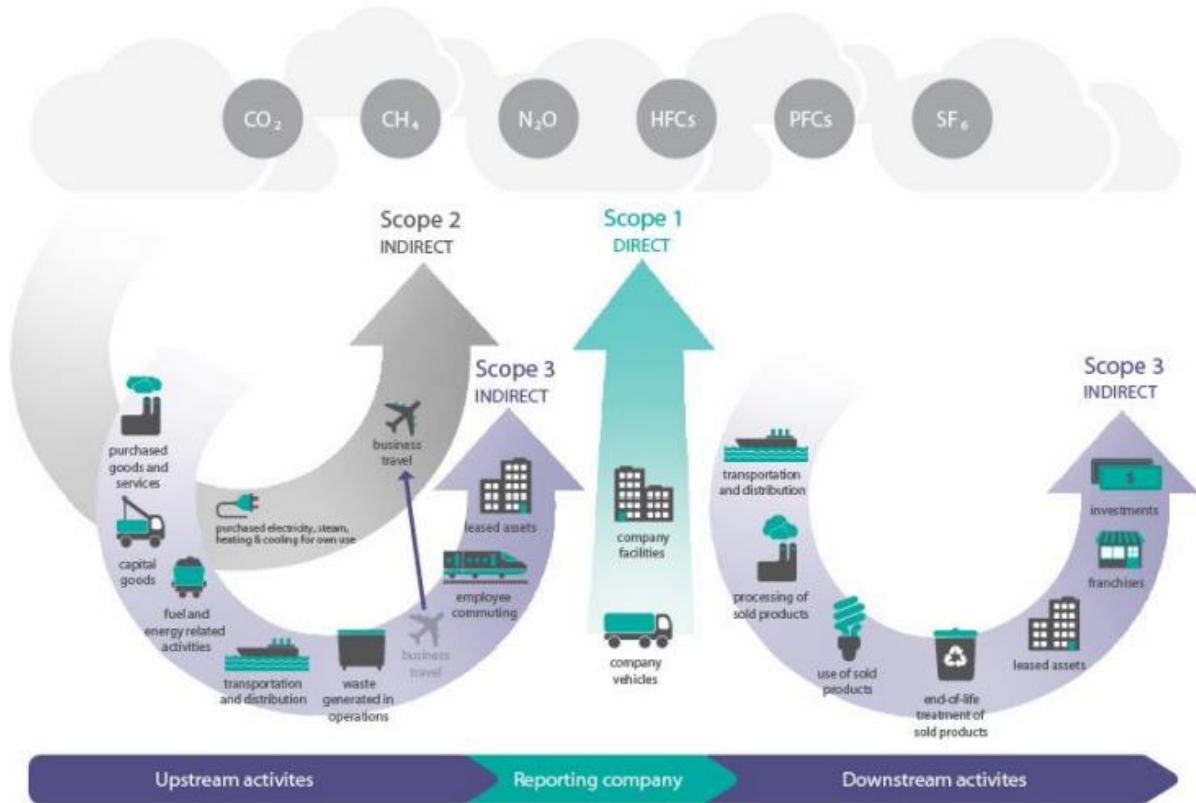 CO₂
CH₄
N₂O
HFCs
PFCs
SF₆
Scope 2
INDIRECT
Scope 1
DIRECT
Scope 3
INDIRECT
Scope 3
INDIRECT
purchased
goods and
services
capital
goods
fuel and
energy related
activities
transportation
and distribution
waste
generated in
operations
business
travel
employee
commuting
leased assets
purchased electricity, steam,
heating & cooling for own use
business
travel
company
facilities
company
vehicles
transportation
and distribution
processing of
sold products
use of sold
products
end-of-life
treatment of
sold products
leased assets
franchises
$
investments
Upstream activites
Reporting company
Downstream activites